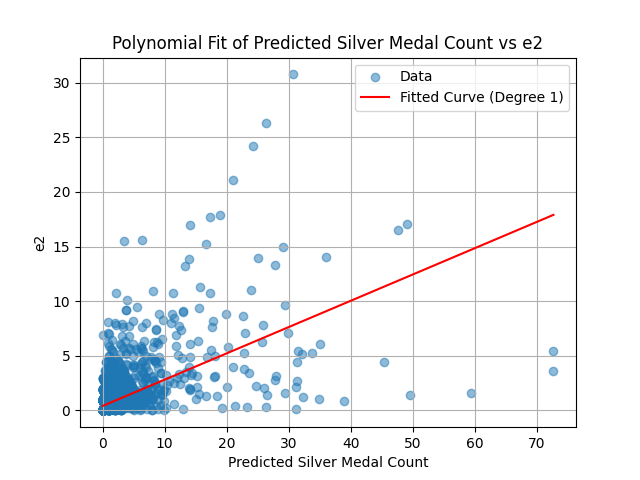 Polynomial Fit of Predicted Silver Medal Count vs e2
Data
Fitted Curve (Degree 1)
30
25
20
15
10
5
0
e2
0 10 20 30 40 50 60 70
Predicted Silver Medal Count